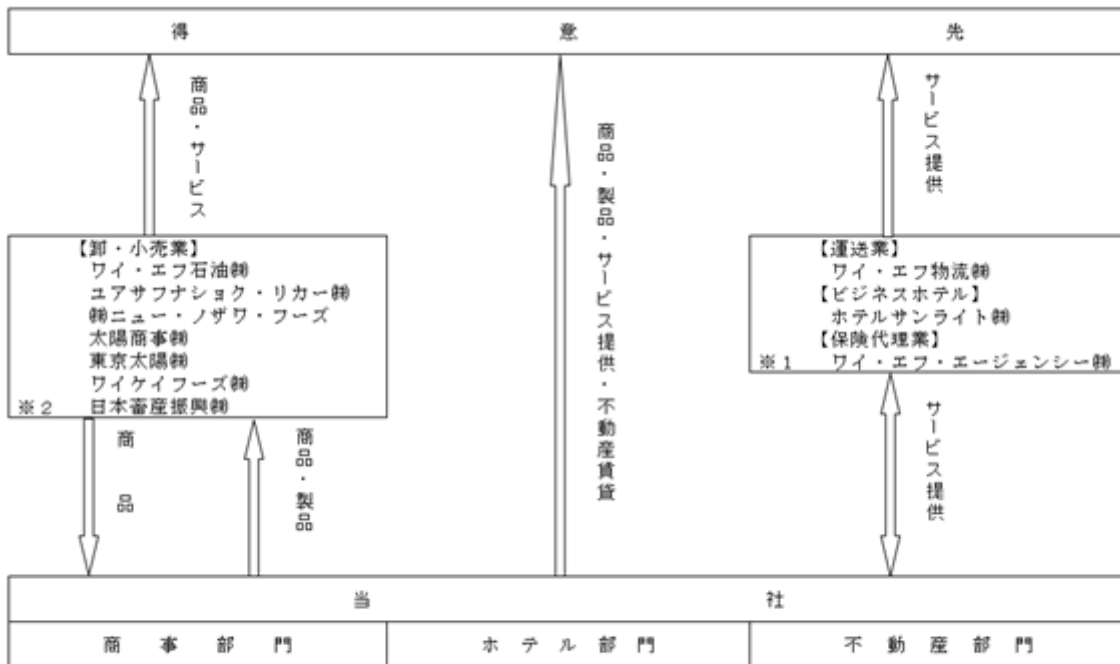 得意先
商品・サービス
商品・製品・サービス提供・不動産賃貸
サービス提供
【卸・小売業】
ワイ・エフ石油㈱
ユアサフナショク・リカー㈱
㈱ニュー・ノザワ・フーズ
太陽商事㈱
東京太陽㈱
ワイケイフーズ㈱
※2 日本畜産振興㈱
【運送業】
ワイ・エフ物流㈱
【ビジネスホテル】
ホテルサンライト㈱
【保険代理業】
※1 ワイ・エフ・エージェンシー㈱
商品
商品・製品
サービス提供
当社
商事部門 ホテル部門 不動産部門